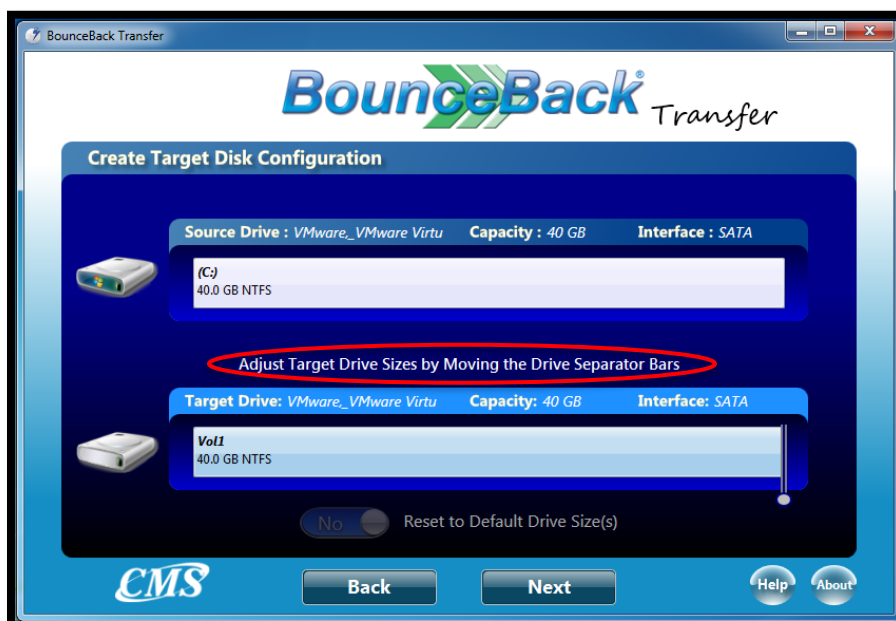 BounceBack Transfer
BounceBack® Transfer
Create Target Disk Configuration
Source Drive : VMware,_VMware Virtu Capacity : 40 GB Interface : SATA
(C:)
40.0 GB NTFS
Adjust Target Drive Sizes by Moving the Drive Separator Bars
Target Drive: VMware,_VMware Virtu Capacity: 40 GB Interface: SATA
Vol1
40.0 GB NTFS
No Reset to Default Drive Size(s)
CMS Back Next Help About